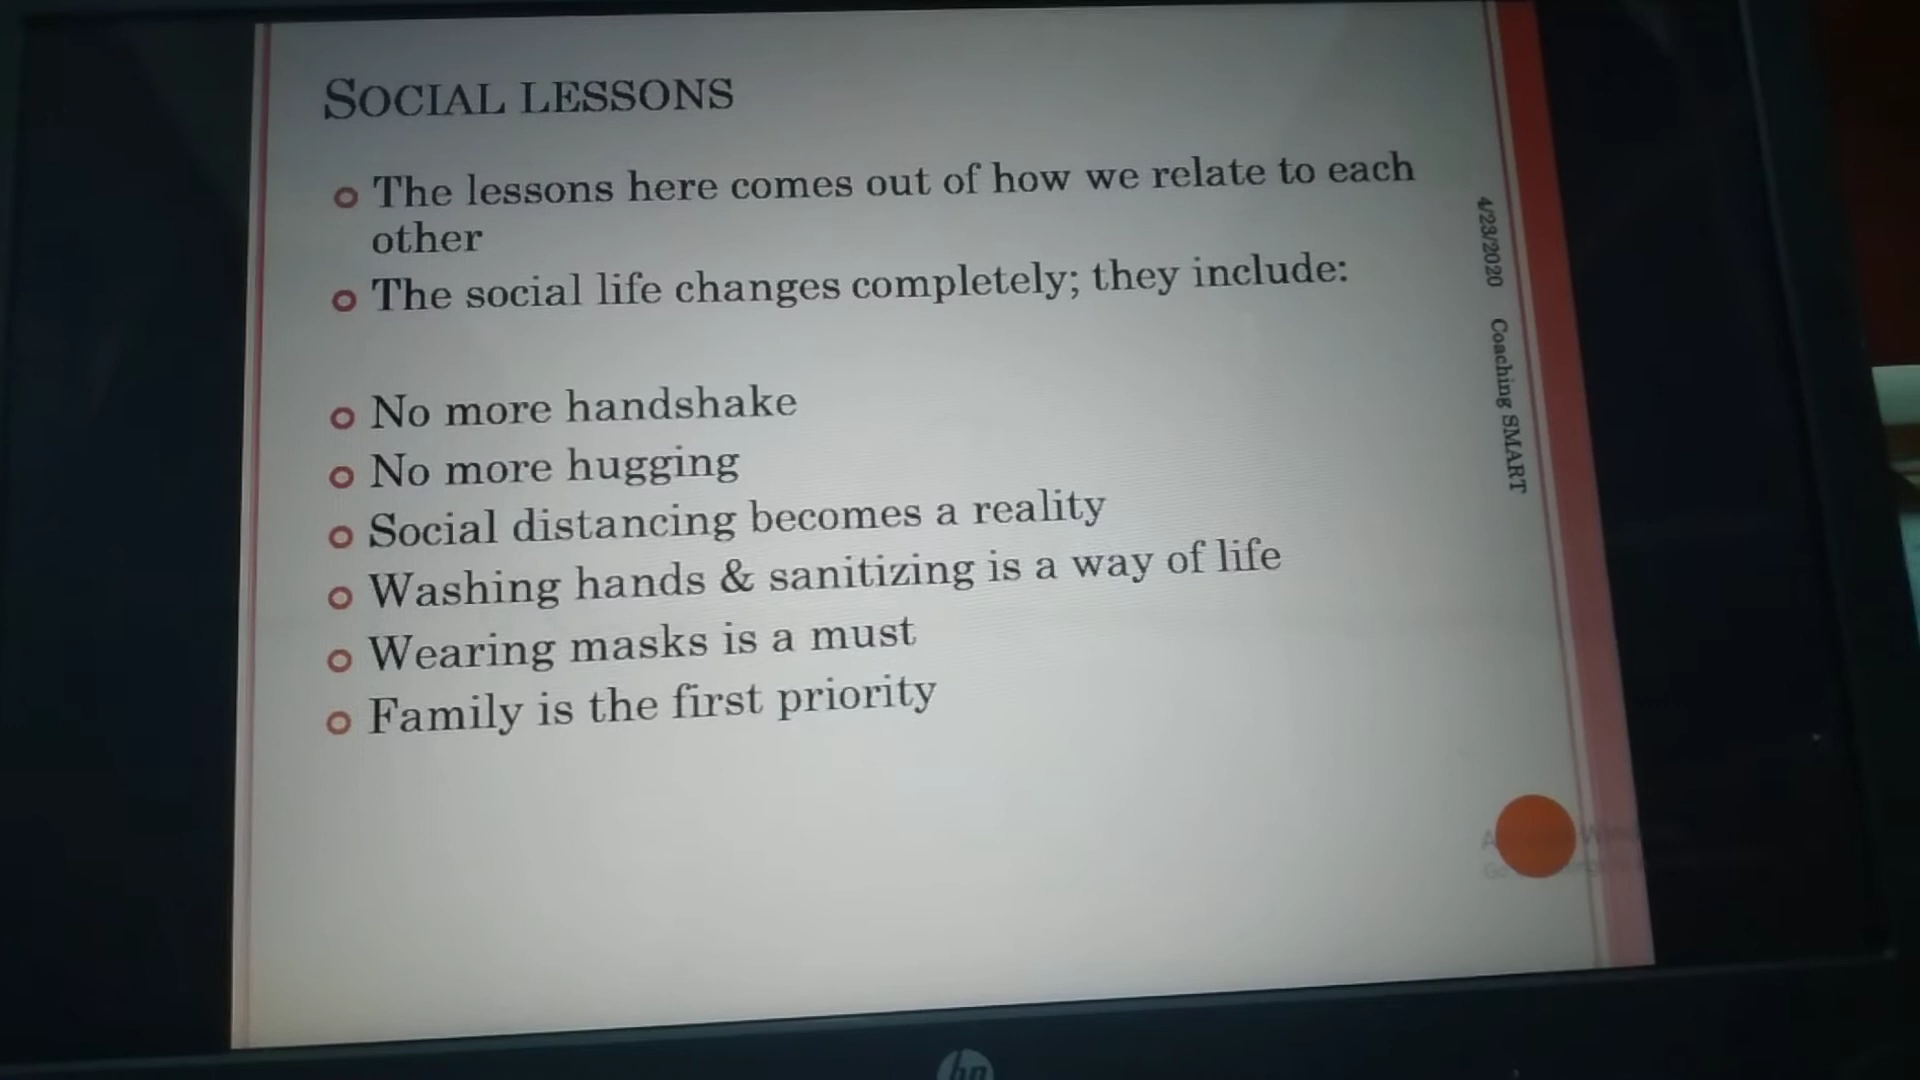 SOCIAL LESSONS
The lessons here comes out of how we relate to each
other
The social life changes completely; they include:
No more handshake
No more hugging
Social distancing becomes a reality
Washing hands & sanitizing is a way of life
Wearing masks is a must
Family is the first priority
4/23/2020 Coaching SMART
hp